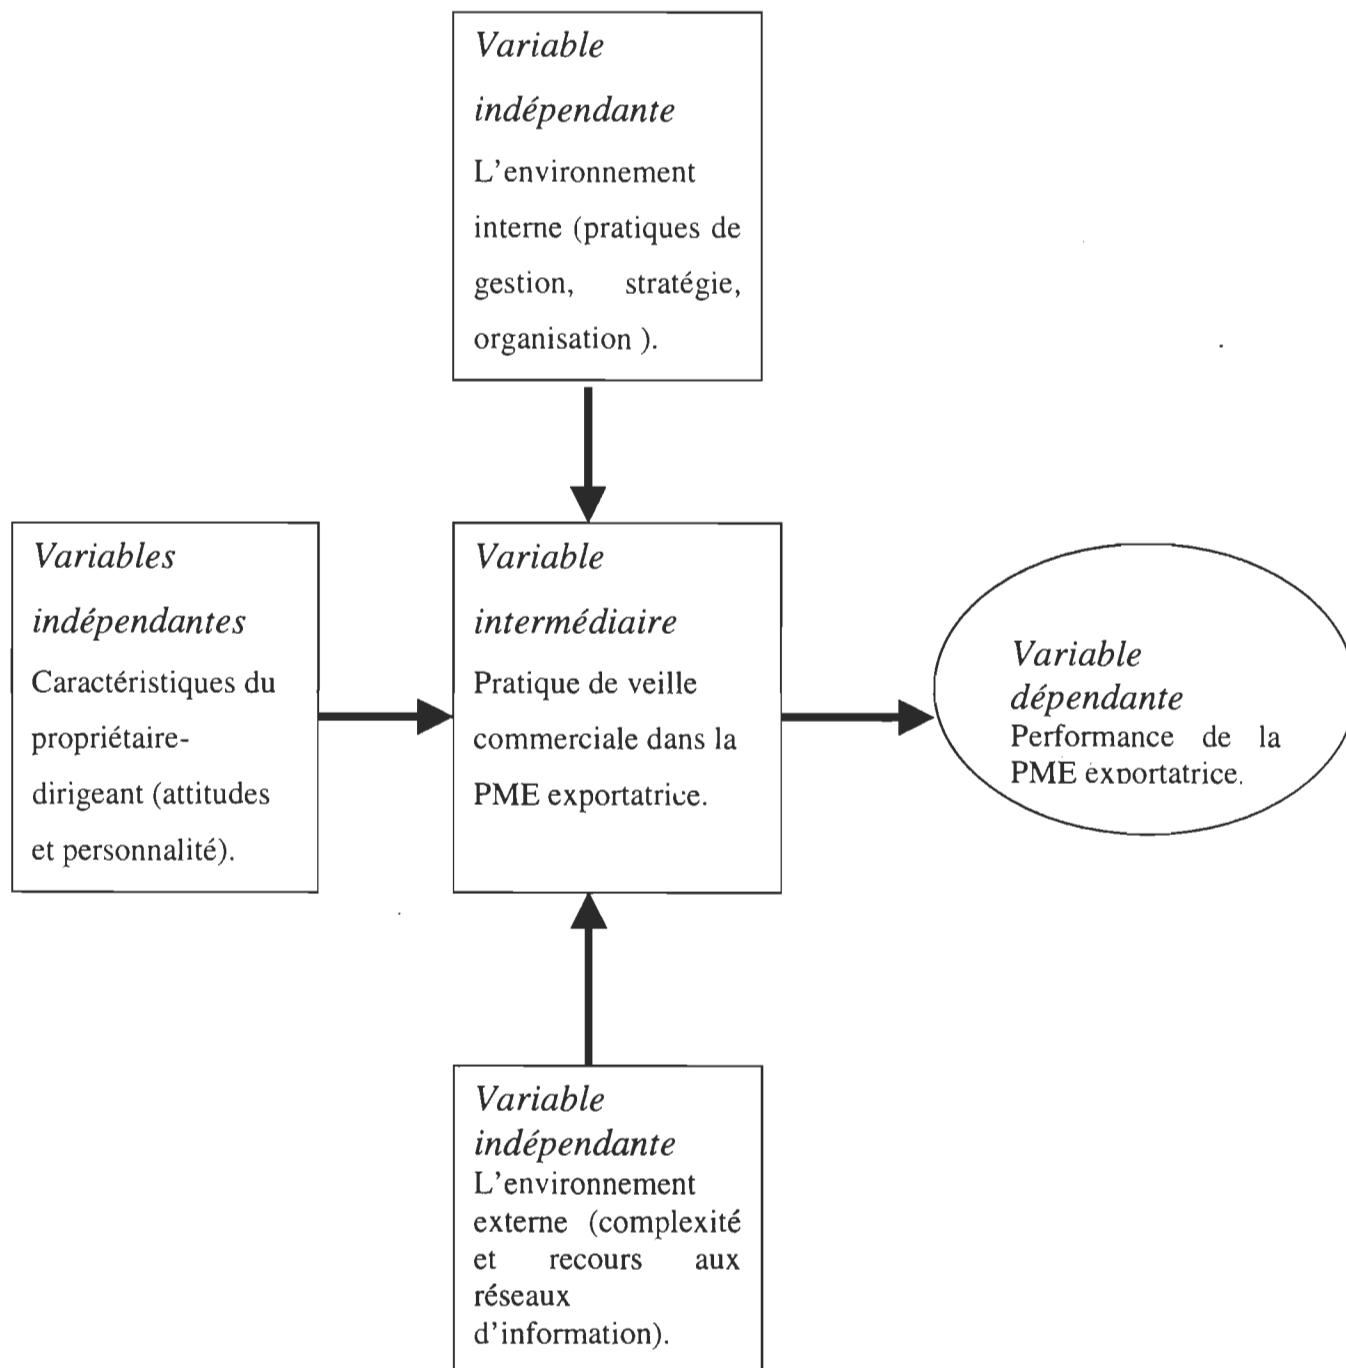 Variable
indépendante
L'environnement
interne (pratiques de
gestion, stratégie,
organisation ).
Variables
indépendantes
Caractéristiques du
propriétaire-
dirigeant (attitudes
et personnalité).
Variable
intermédiaire
Pratique de veille
commerciale dans la
PME exportatrice.
Variable
dépendante
Performance de la
PME exportatrice.
Variable
indépendante
L'environnement
externe (complexité
et recours aux
réseaux
d'information).